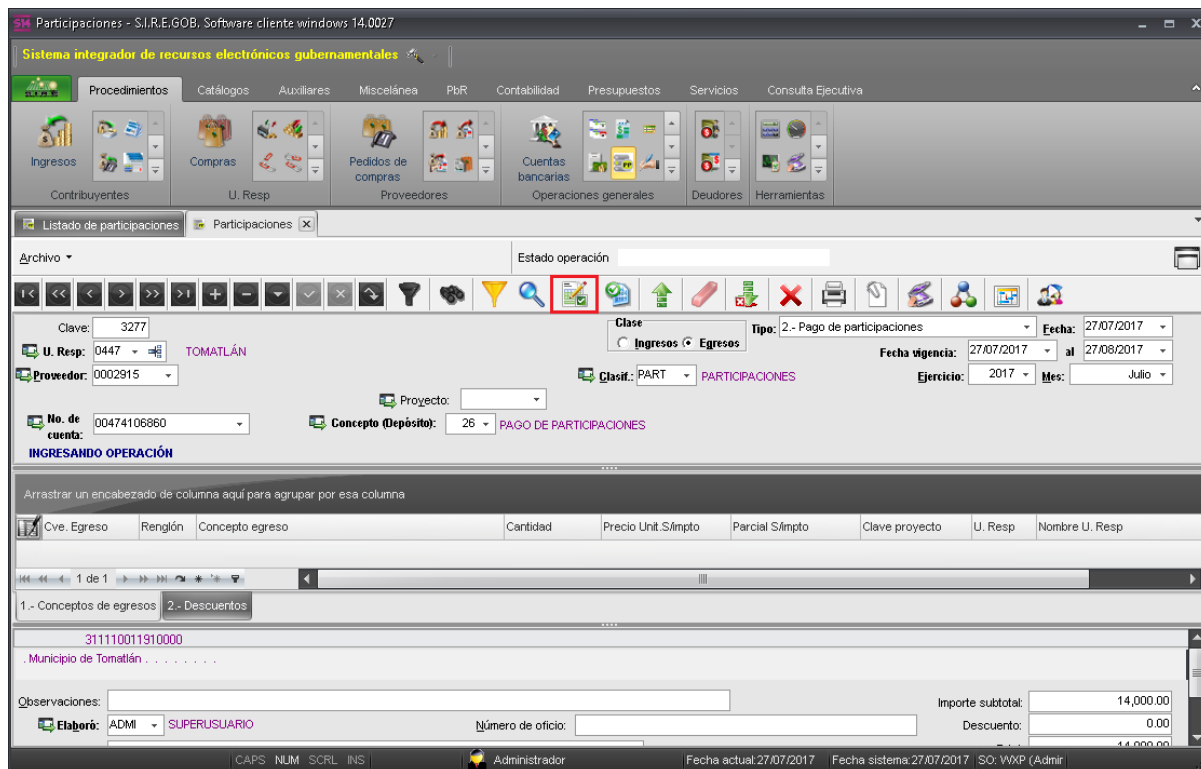 S14 Participaciones - S.I.R.E.GOB. Software cliente windows 14.0027
Sistema integrador de recursos electrónicos gubernamentales
Procedimientos Catálogos Auxiliares Miscelánea PbR Contabilidad Presupuestos Servicios Consulta Ejecutiva
Ingresos Compras Pedidos de compras Cuentas bancarias
Contribuyentes U. Resp Proveedores Operaciones generales Deudores Herramientas
Listado de participaciones Participaciones
Archivo Estado operación
Clave: 3277 Clase Ingresos Egresos Tipo: 2.- Pago de participaciones Fecha: 27/07/2017
U. Resp: 0447 TOMATLÁN Fecha vigencia: 27/07/2017 al 27/08/2017
Proveedor: 0002915 Clasif.: PART PARTICIPACIONES Ejercicio: 2017 Mes: Julio
Proyecto:
No. de cuenta: 00474106860 Concepto (Depósito): 26 PAGO DE PARTICIPACIONES
INGRESANDO OPERACIÓN
Arrastrar un encabezado de columna aquí para agrupar por esa columna
Cve. Egreso Renglón Concepto egreso Cantidad Precio Unit.S/impto Parcial S/impto Clave proyecto U. Resp Nombre U. Resp
1 de 1
1.- Conceptos de egresos 2.- Descuentos
311110011910000
. Municipio de Tomatlán . . . . . . . .
Observaciones: Importe subtotal: 14,000.00
Elaboró: ADMI SUPERUSUARIO Número de oficio: Descuento: 0.00
14,000.00
CAPS NUM SCRL INS Administrador Fecha actual:27/07/2017 Fecha sistema:27/07/2017 SO: WXP (Admir